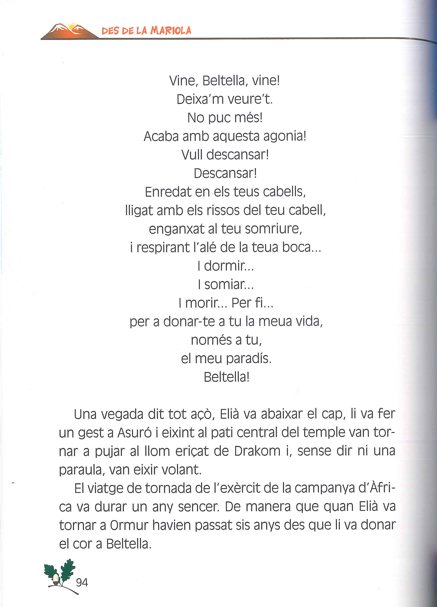 DES DE LA MARIOLA
Vine, Beltella, vine!
Deixa'm veure't.
No puc més!
Acaba amb aquesta agonia!
Vull descansar!
Descansar!
Enredat en els teus cabells,
lligat amb els rissos del teu cabell,
enganxat al teu somriure,
i respirant l'alé de la teua boca...
I dormir...
I somiar...
I morir... Per fi...
per a donar-te a tu la meua vida,
només a tu,
el meu paradís.
Beltella!
Una vegada dit tot açò, Elià va abaixar el cap, li va fer
un gest a Asuró i eixint al pati central del temple van tor-
nar a pujar al llom eriçat de Drakom i, sense dir ni una
paraula, van eixir volant.
El viatge de tornada de l'exèrcit de la campanya d'Àfri-
ca va durar un any sencer. De manera que quan Elià va
tornar a Ormur havien passat sis anys des que li va donar
el cor a Beltella.
94